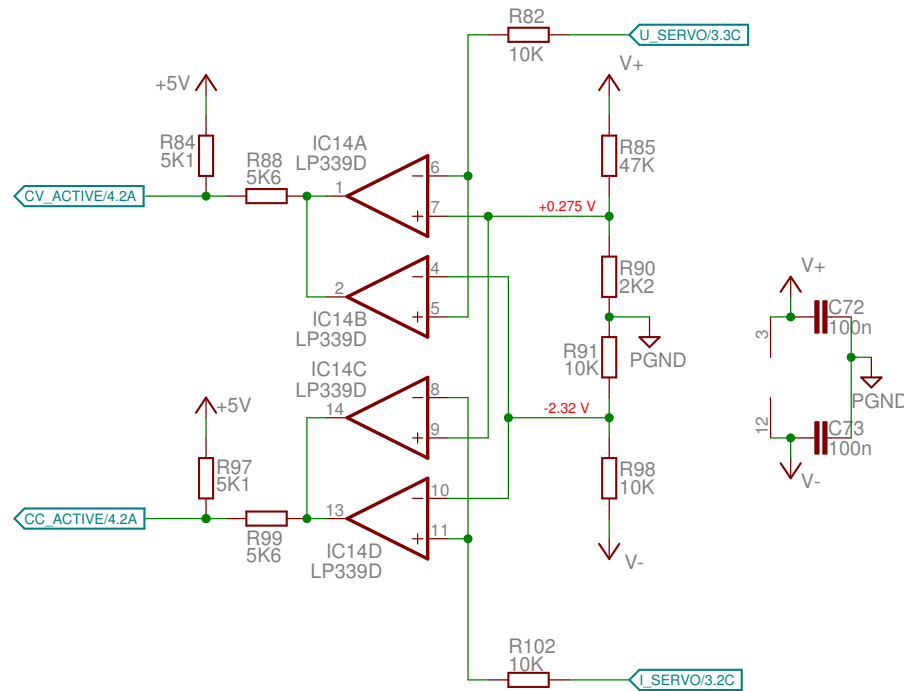 R82
10K
U_SERVO/3.3C
V+
+5V
R84
5K1
R88
5K6
IC14A
LP339D
R85
47K
CV_ACTIVE/4.2A
1
6
7
+0.275 V
2
4
5
IC14B
LP339D
R90
2K2
V+
C72
100n
3
R91
10K
PGND
IC14C
LP339D
PGND
+5V
14
8
9
-2.32 V
12
C73
100n
V-
R97
5K1
R98
10K
CC_ACTIVE/4.2A
R99
5K6
13
10
11
IC14D
LP339D
V-
R102
10K
I_SERVO/3.2C